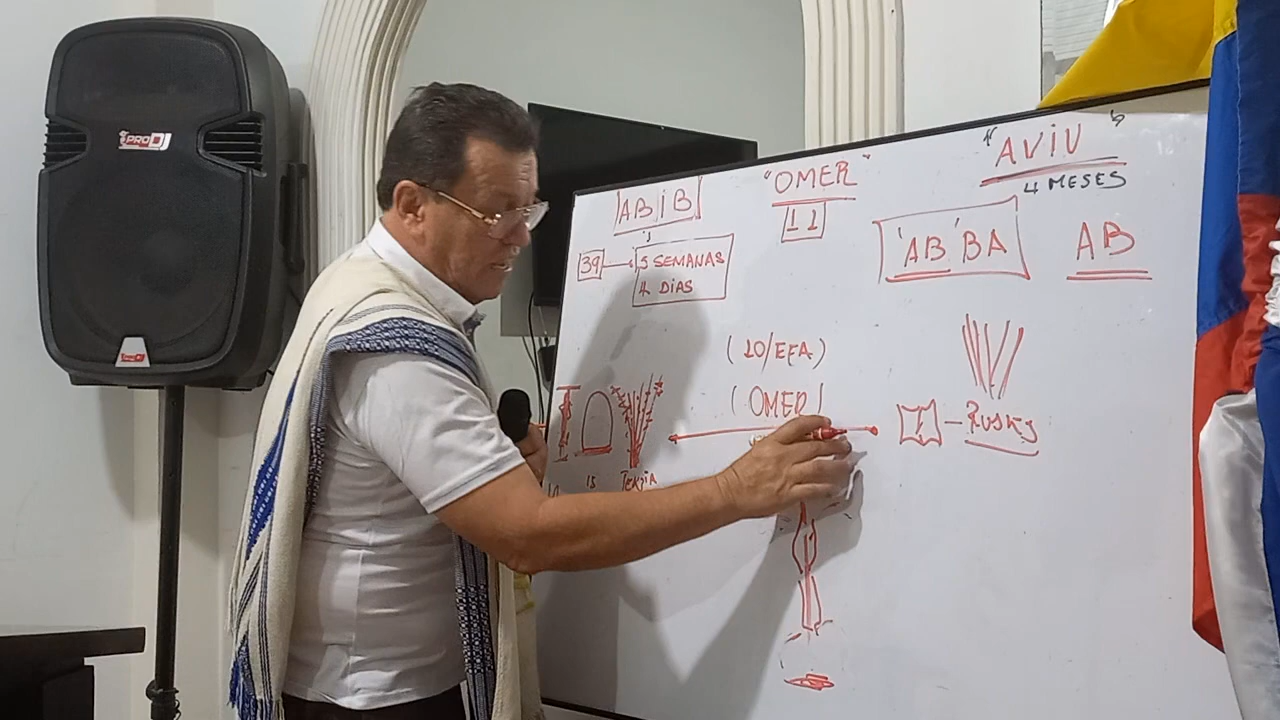 PRODJ
ABIB
"OMER"
"AVIV"
4 MESES
11
'AB'BA
AB
39
5 SEMANAS
4 DIAS
(10/EFA)
(OMER)
15